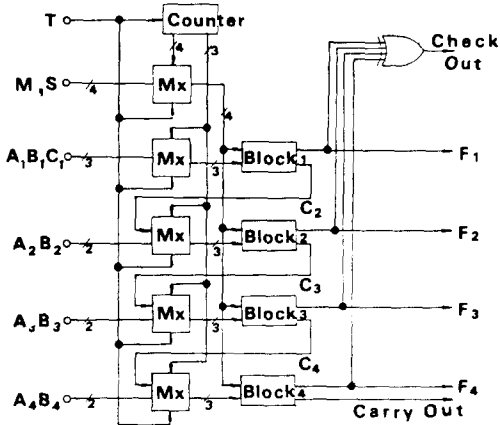 T Counter
4 3
Check Out
M₁S 4 Mx
4
A₁B₁C₁ 3 Mx 3 Block₁ F₁
C₂
A₂B₂ 2 Mx 3 Block₂ F₂
C₃
A₃B₃ 2 Mx 3 Block₃ F₃
C₄
A₄B₄ 2 Mx 3 Block₄ F₄
Carry Out